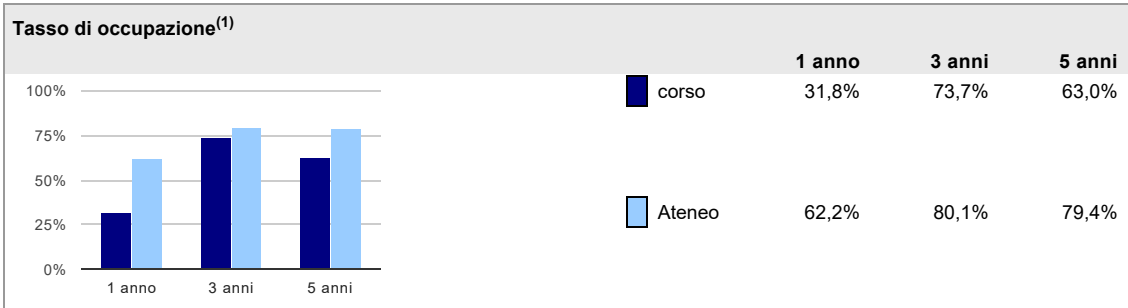 Tasso di occupazione(1)
1 anno 3 anni 5 anni
100%
75%
50%
25%
0%
1 anno 3 anni 5 anni
corso 31,8% 73,7% 63,0%
Ateneo 62,2% 80,1% 79,4%